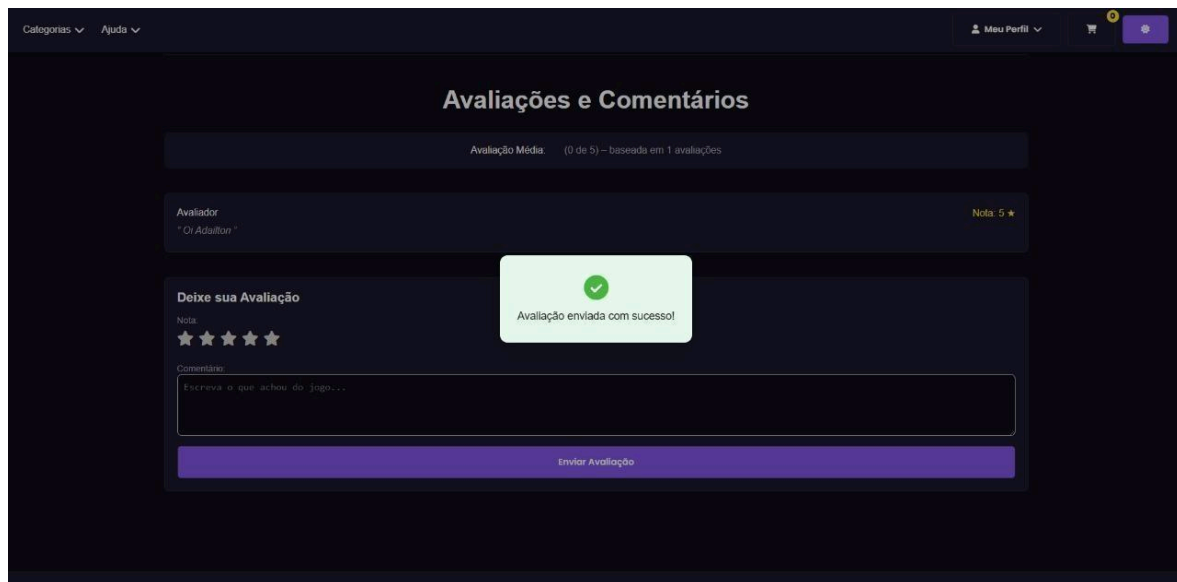 Categorias Ajuda Meu Perfil 0
Avaliações e Comentários
Avaliação Média: (0 de 5) – baseada em 1 avaliações
Avaliador Nota: 5 ★
" Oi Adailton "
Avaliação enviada com sucesso!
Deixe sua Avaliação
Nota:
Comentário:
Escreva o que achou do jogo...
Enviar Avaliação